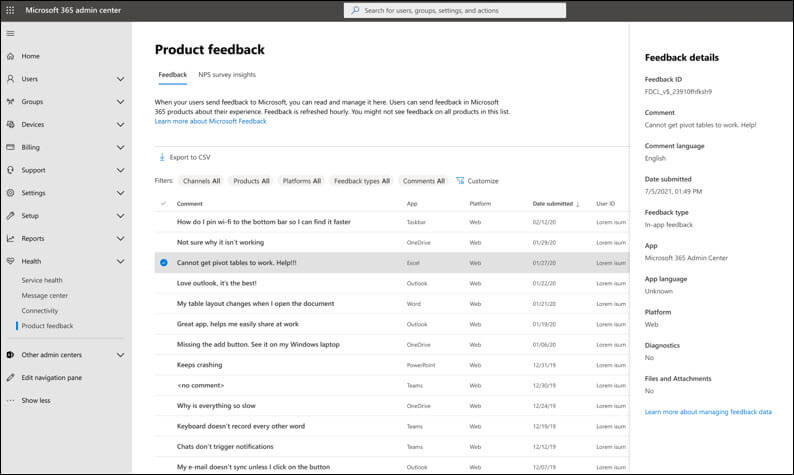 Microsoft 365 admin center
Search for users, groups, settings, and actions
Home
Users
Groups
Devices
Billing
Support
Settings
Setup
Reports
Health
Service health
Message center
Connectivity
Product feedback
Other admin centers
Edit navigation pane
Show less
Product feedback
Feedback NPS survey insights
When your users send feedback to Microsoft, you can read and manage it here. Users can send feedback in Microsoft
365 products about their experience. Feedback is refreshed hourly. You might not see feedback on all products in this list.
Learn more about Microsoft Feedback
Export to CSV
Filters: Channels All Products All Platforms All Feedback types All Comments All Customize
Comment App Platform Date submitted ↓ User ID
How do I pin wi-fi to the bottom bar so I can find it faster Taskbar Web 02/12/20 Lorem isum
Not sure why it isn't working OneDrive Web 01/29/20 Lorem isum
Cannot get pivot tables to work. Help!!! Excel Web 01/27/20 Lorem isum
Love outlook, it's the best! Outlook Web 01/22/20 Lorem isum
My table layout changes when I open the document Word Web 01/21/20 Lorem isum
Great app, helps me easily share at work Outlook Web 01/19/20 Lorem isum
Missing the add button. See it on my Windows laptop Outlook Web 01/06/20 Lorem isum
Keeps crashing PowerPoint Web 12/31/19 Lorem isum
<no comment> Teams Web 12/30/19 Lorem isum
Why is everything so slow OneDrive Web 12/24/19 Lorem isum
Keyboard doesn't record every other word Teams Web 12/19/19 Lorem isum
Chats don't trigger notifications Teams Web 12/12/19 Lorem isum
My e-mail doesn't sync unless I click on the button Outlook Web 12/07/19 Lorem isum
Feedback details
Feedback ID
FDCL_v$_23910fhfksh9
Comment
Cannot get pivot tables to work. Help!
Comment language
English
Date submitted
7/5/2021, 01:49 PM
Feedback type
In-app feedback
App
Microsoft 365 Admin Center
App language
Unknown
Platform
Web
Diagnostics
No
Files and Attachments
No
Learn more about managing feedback data